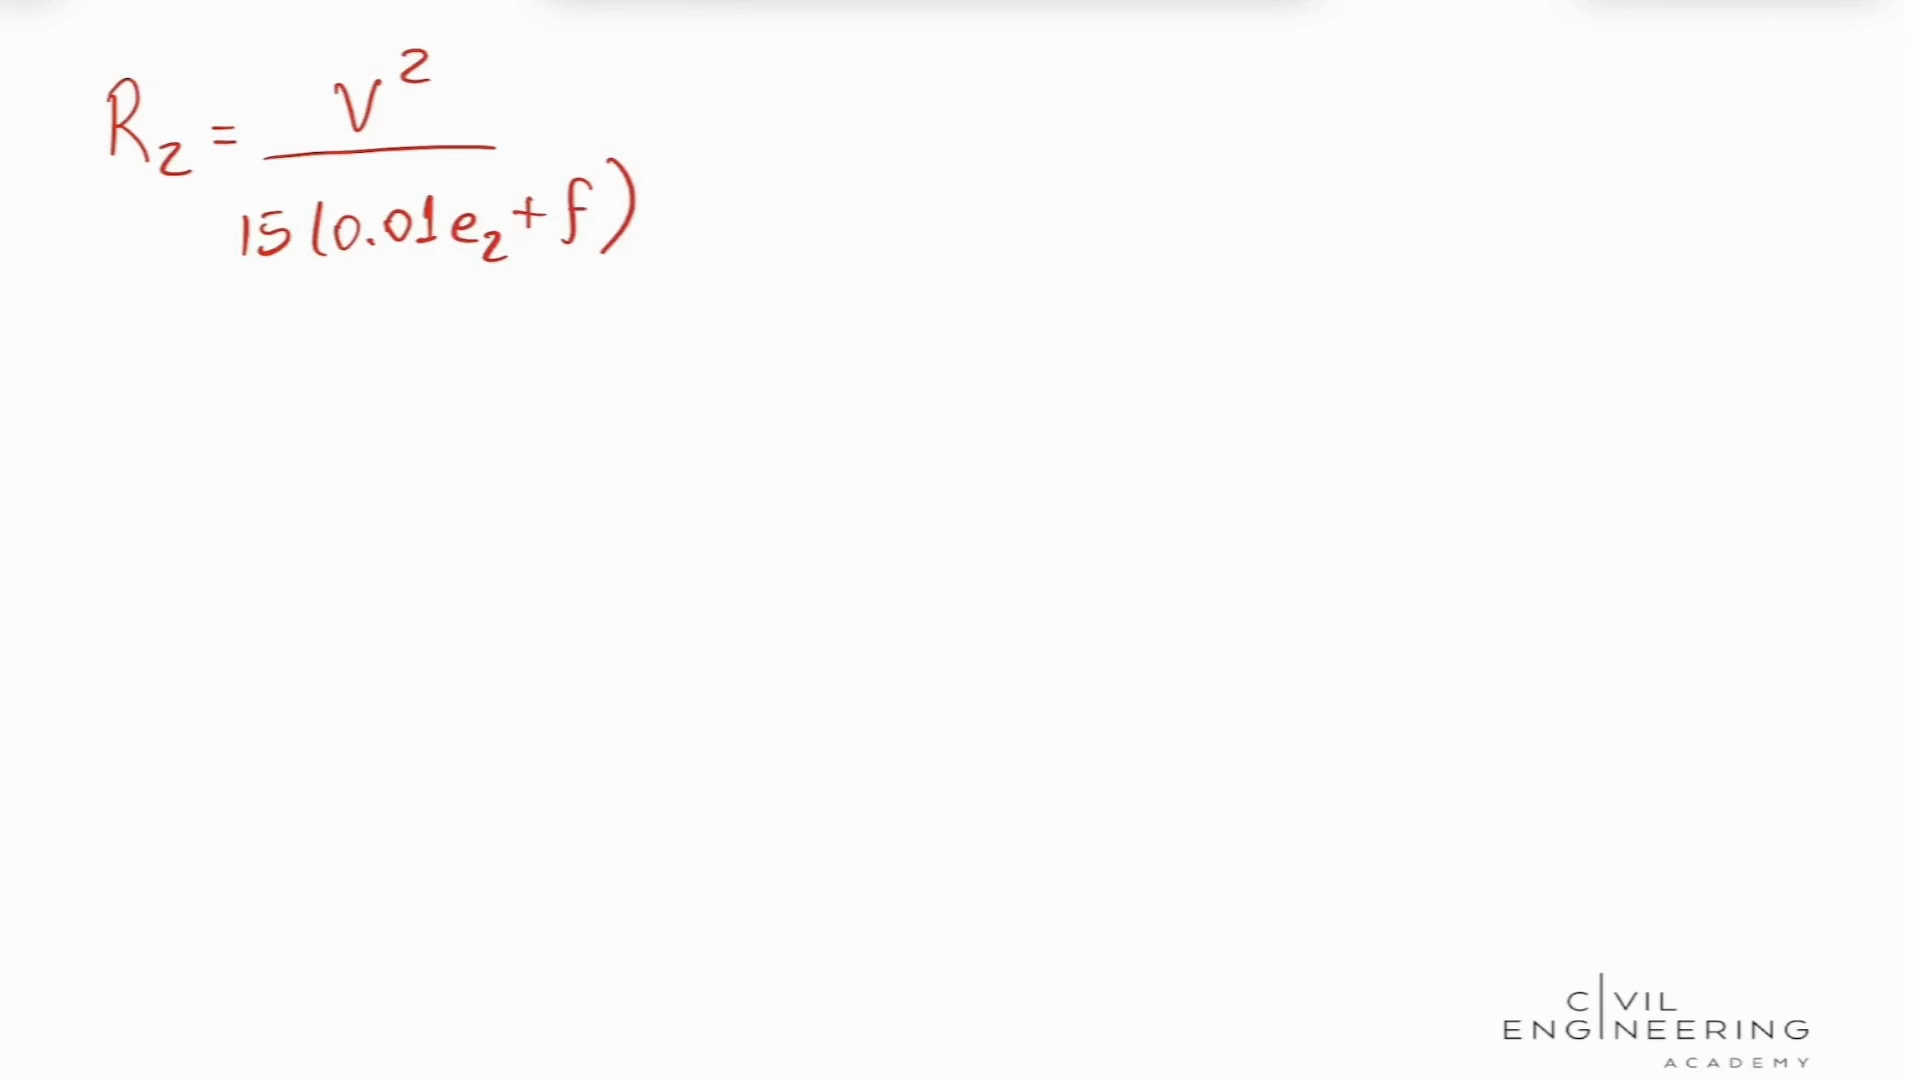 R₂ = V² / 15(0.01e₂+f)
CIVIL
ENGINEERING
ACADEMY